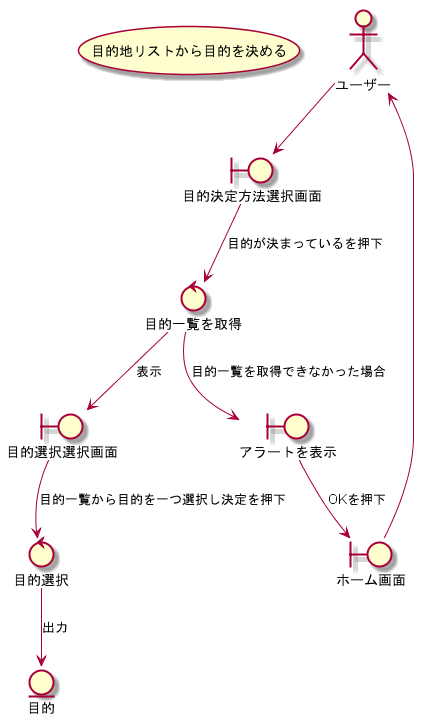 目的地リストから目的を決める
ユーザー
目的決定方法選択画面
目的が決まっているを押下
目的一覧を取得
表示
目的一覧を取得できなかった場合
目的選択選択画面
アラートを表示
目的一覧から目的を一つ選択し決定を押下
OKを押下
目的選択
ホーム画面
出力
目的